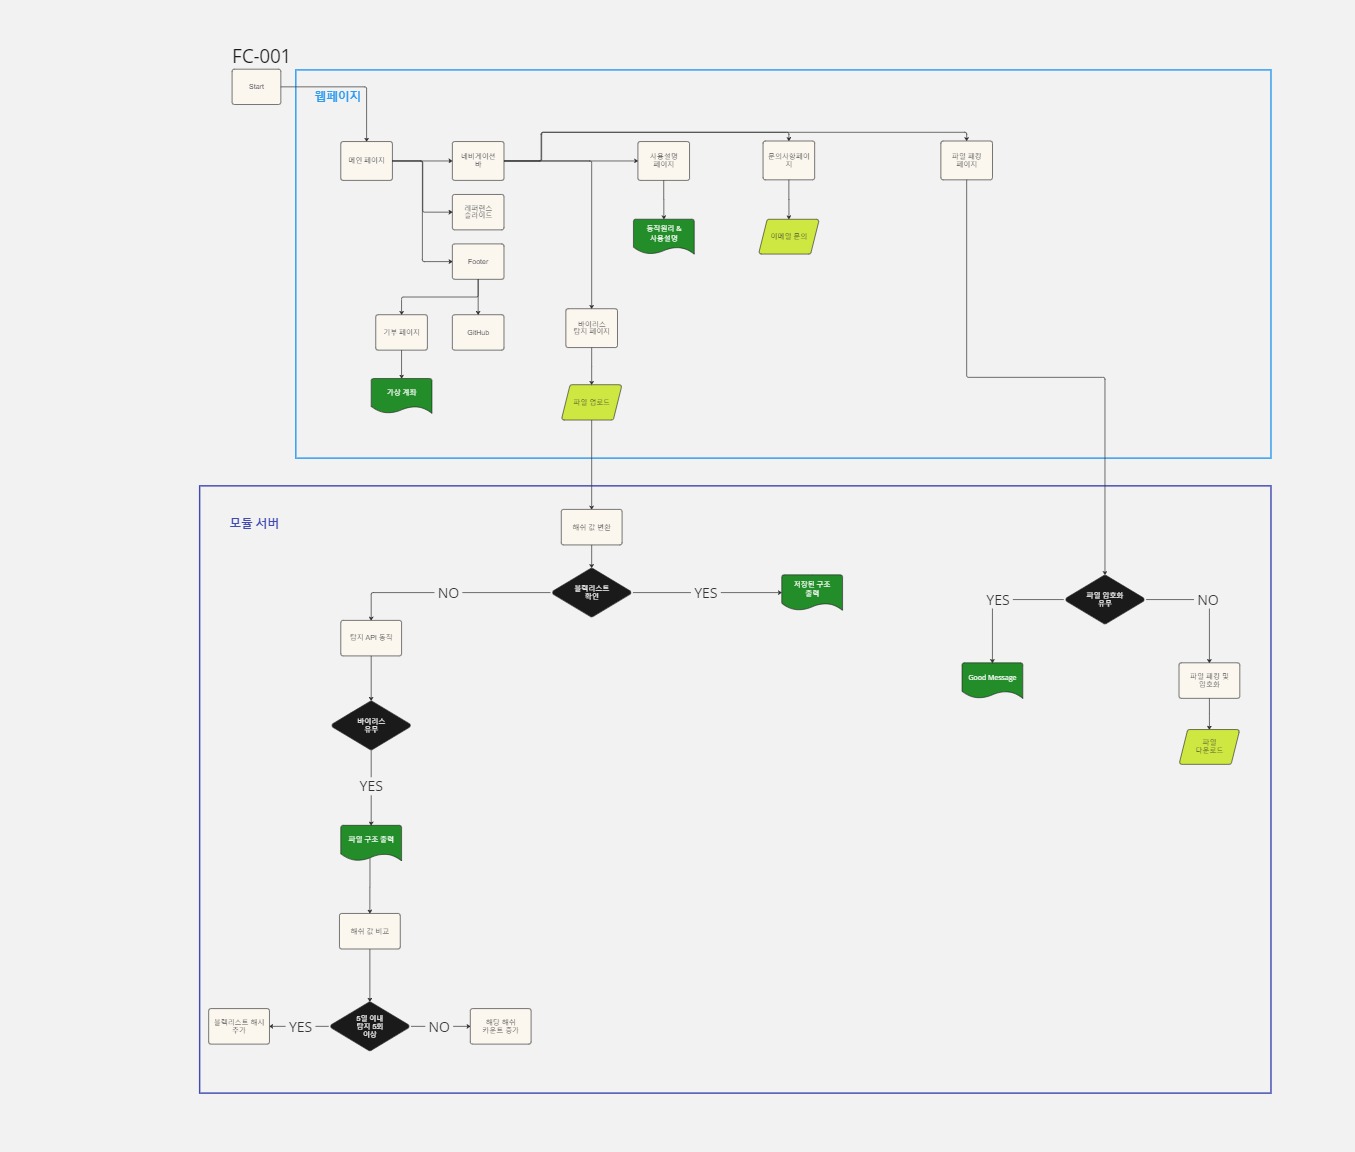 FC-001
Start
웹페이지
메인 페이지
네비게이션
바
사용설명
페이지
문의사항페이
지
파일 패킹
페이지
레퍼런스
슬라이드
동작원리 &
사용설명
이메일 문의
Footer
기부 페이지
GitHub
바이러스
탐지 페이지
가상 계좌
파일 업로드
모듈 서버
해쉬 값 변환
블랙리스트
확인
NO
YES
저장된 구조
출력
파일 암호화
유무
YES
NO
탐지 API 동작
Good Message
파일 패킹 및
암호화
바이러스
유무
파일
다운로드
YES
파일 구조 출력
해쉬 값 비교
블랙리스트 해시
추가
YES
5일 이내
탐지 5회
이상
NO
해당 해쉬
카운트 증가